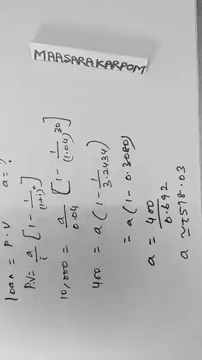 MAASARAKARPOM
loan = P.V a = ?
P.V = a/i [1 - 1/(1+i)^n]
10,000 = a/0.04 [1 - 1/(1.04)^30]
400 = a (1 - 1/3.2434)
= a (1 - 0.3080)
a = 400/0.692
a ≈ ₹578.03